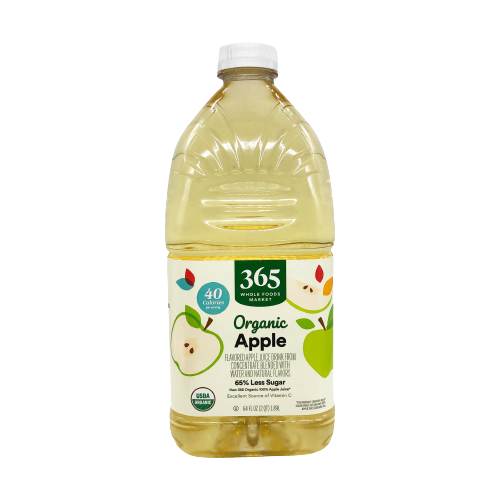 365
WHOLE FOODS
MARKET
40
Calories
per serving
Organic
Apple
FLAVORED APPLE JUICE DRINK FROM
CONCENTRATE BLENDED WITH
WATER AND NATURAL FLAVORS.
65% Less Sugar
than 365 Organic 100% Apple Juice*
Excellent Source of Vitamin C
USDA
ORGANIC
64 FL OZ (2 QT) 1.89L